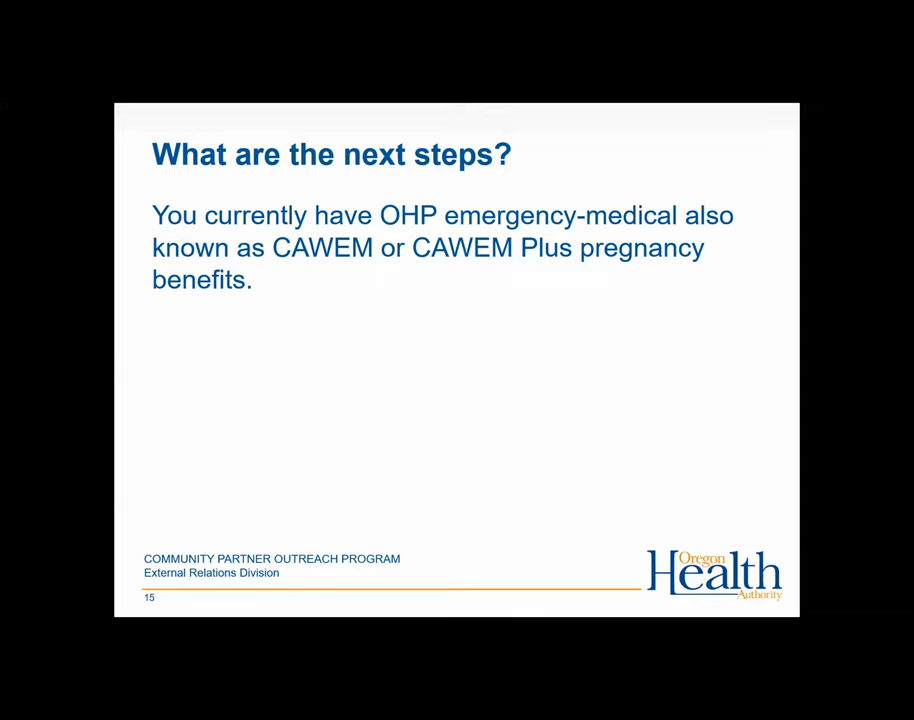 What are the next steps?
You currently have OHP emergency-medical also
known as CAWEM or CAWEM Plus pregnancy
benefits.
COMMUNITY PARTNER OUTREACH PROGRAM
External Relations Division
15
Oregon
Health
Authority